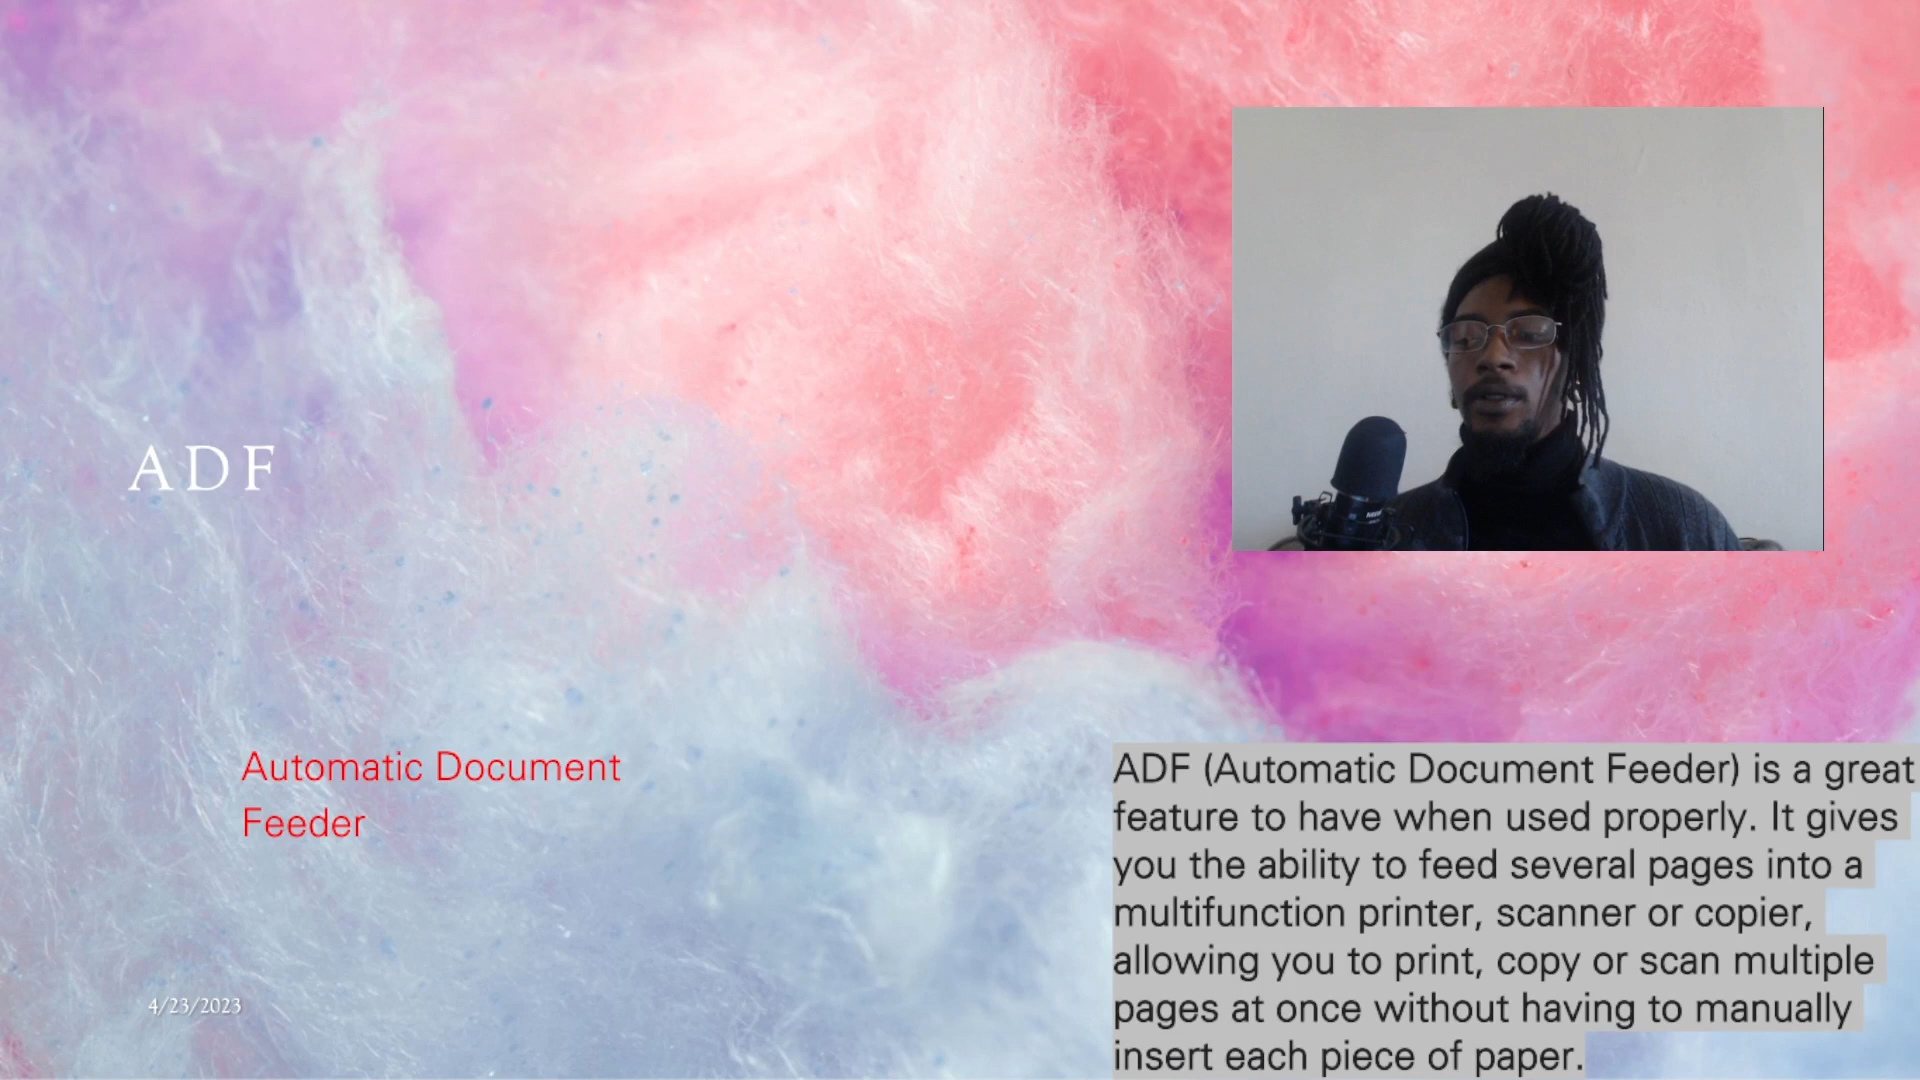 ADF
Automatic Document
Feeder
4/23/2023
ADF (Automatic Document Feeder) is a great
feature to have when used properly. It gives
you the ability to feed several pages into a
multifunction printer, scanner or copier,
allowing you to print, copy or scan multiple
pages at once without having to manually
insert each piece of paper.